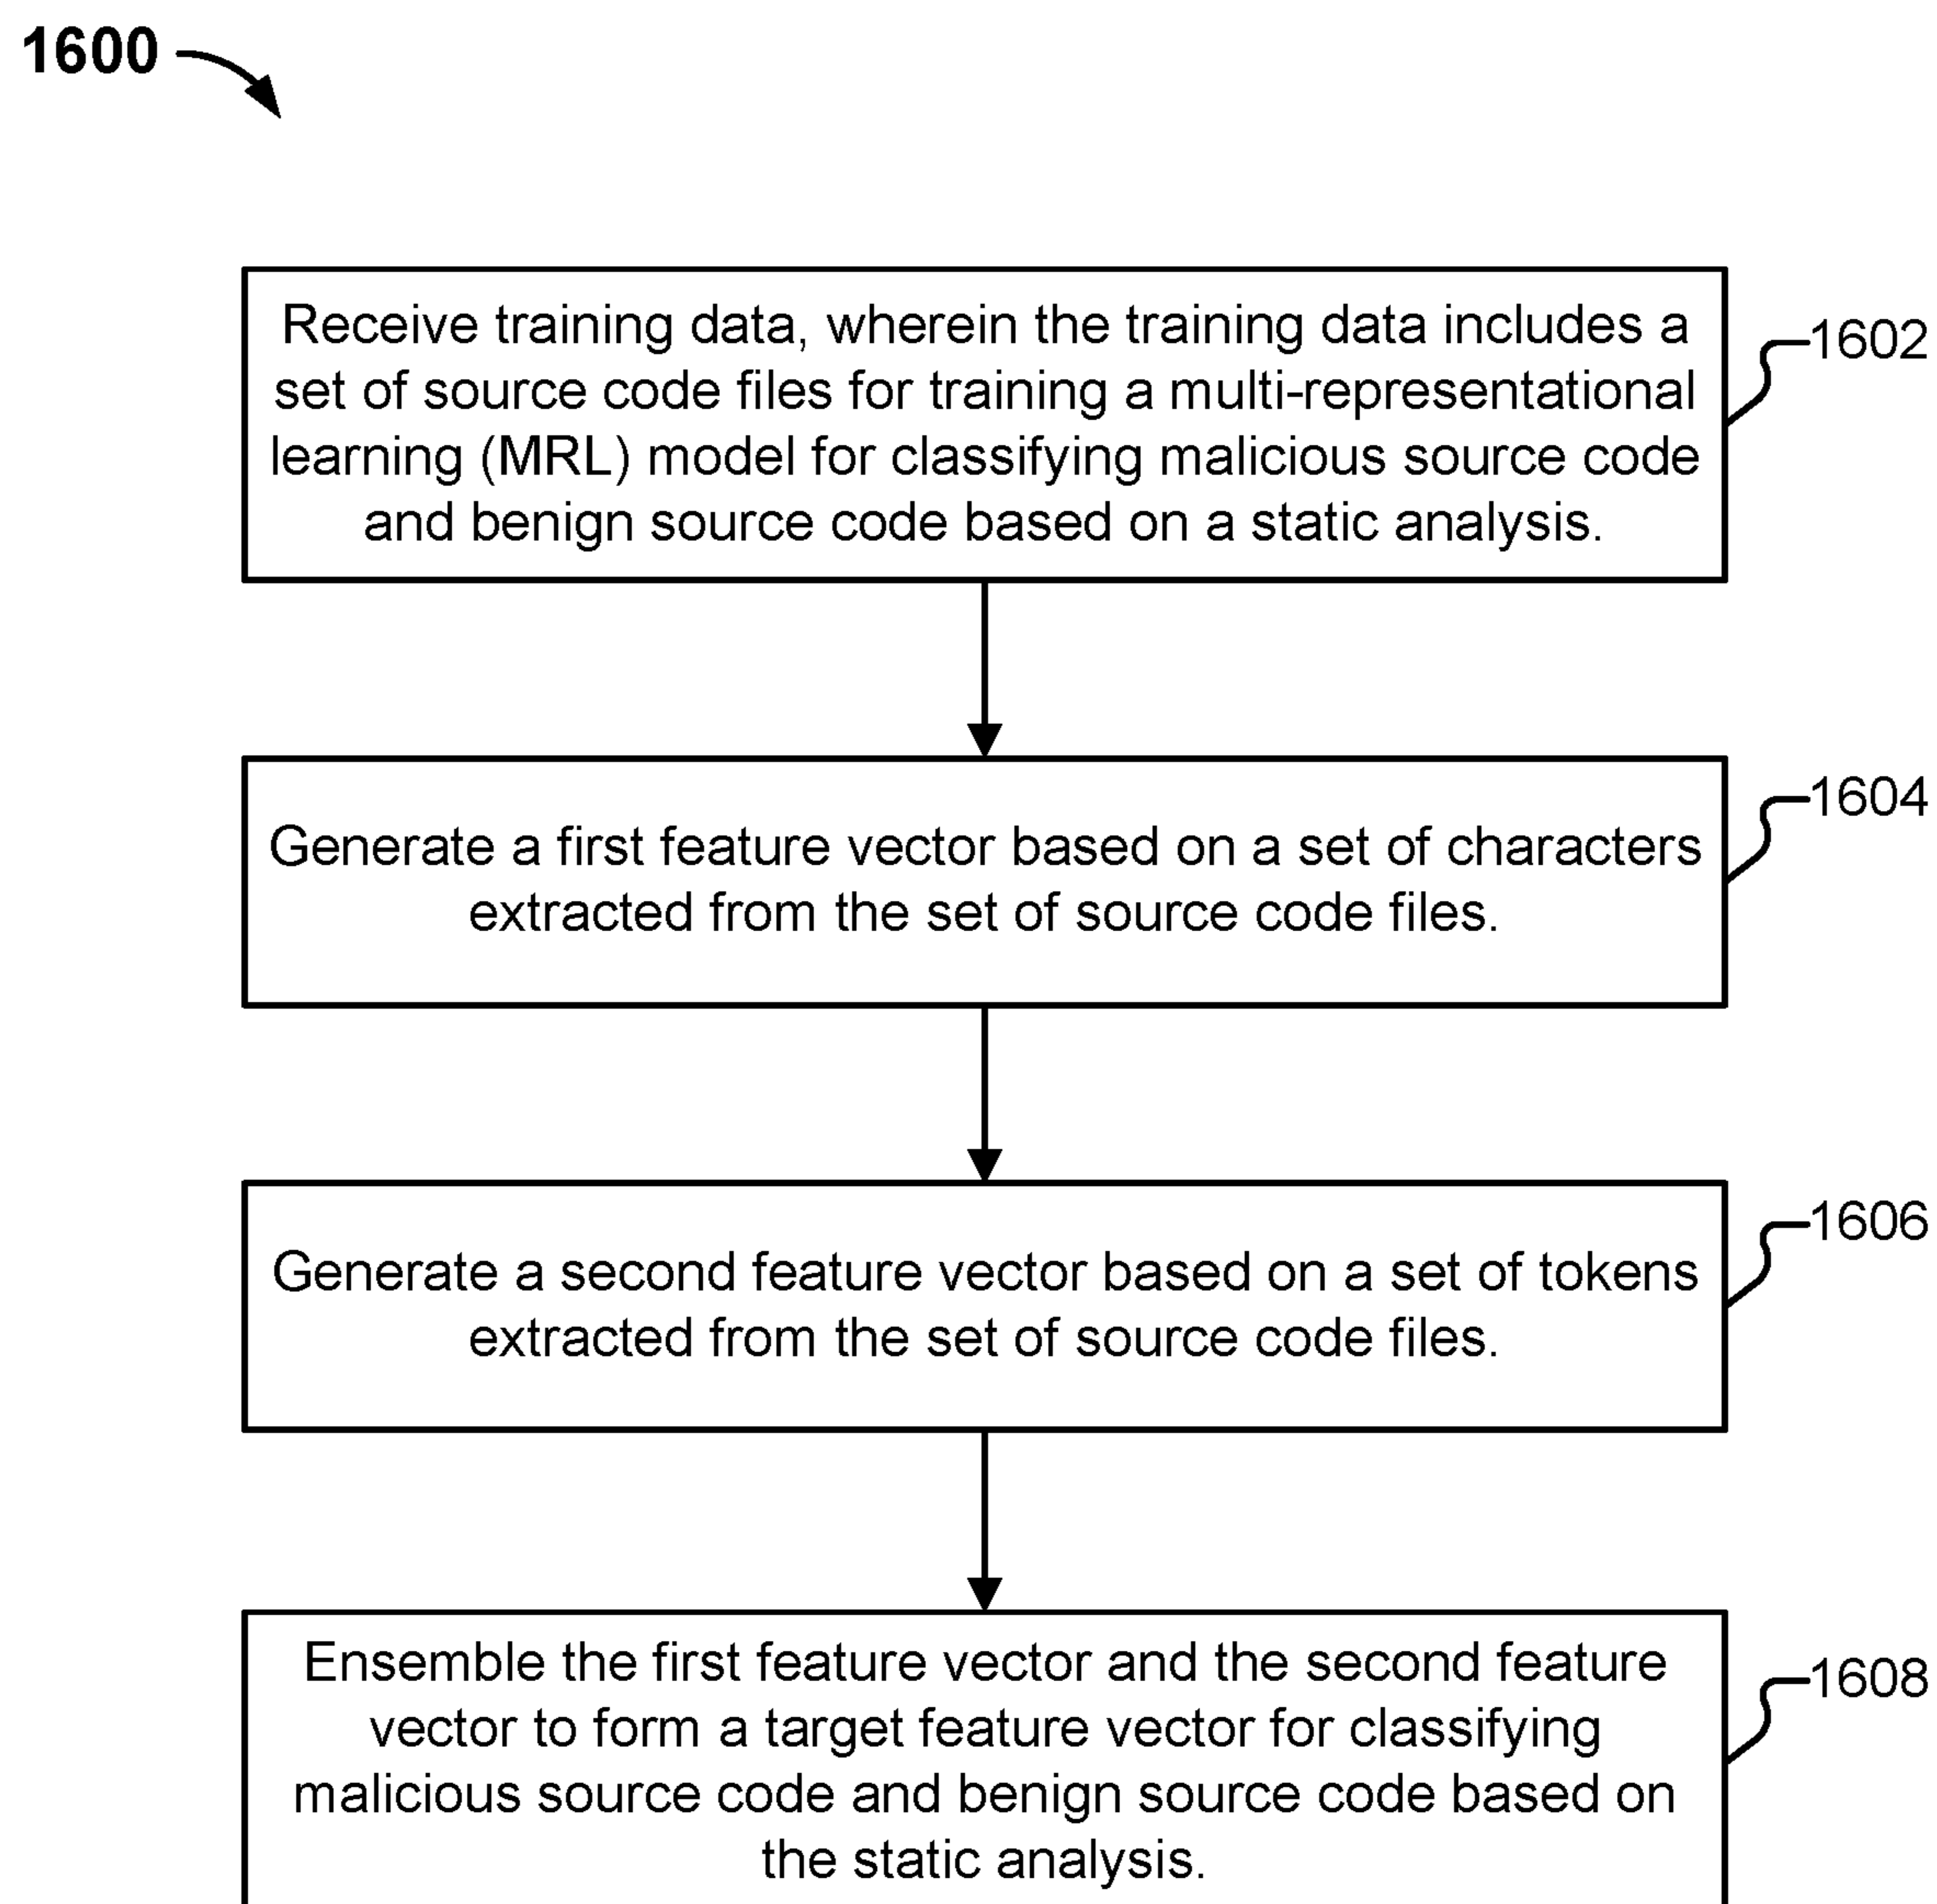 1600
Receive training data, wherein the training data includes a
set of source code files for training a multi-representational
learning (MRL) model for classifying malicious source code
and benign source code based on a static analysis.
1602
Generate a first feature vector based on a set of characters
extracted from the set of source code files.
1604
Generate a second feature vector based on a set of tokens
extracted from the set of source code files.
1606
Ensemble the first feature vector and the second feature
vector to form a target feature vector for classifying
malicious source code and benign source code based on
the static analysis.
1608